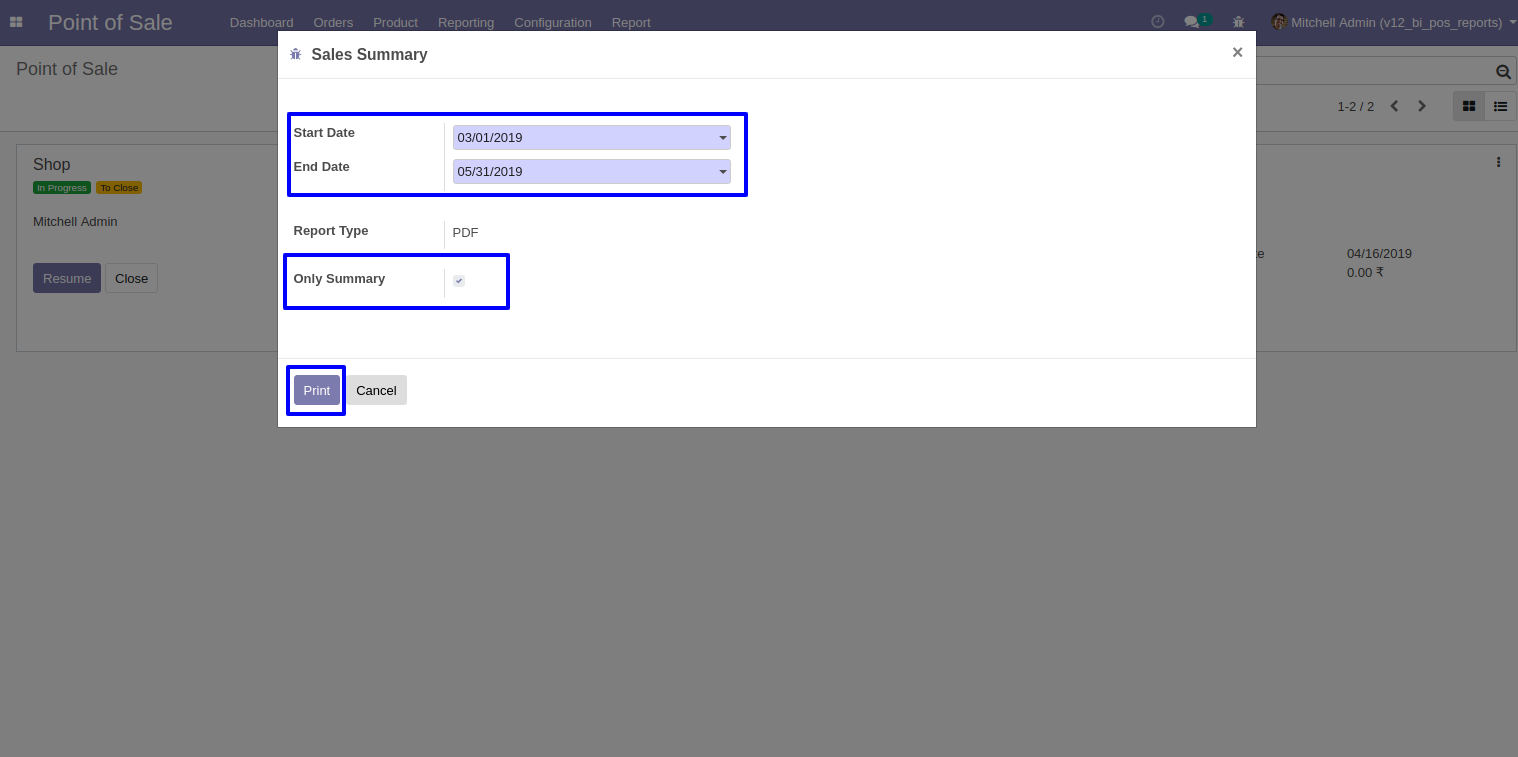 Point of Sale Dashboard Orders Product Reporting Configuration Report 1 Mitchell Admin (v12_bi_pos_reports)
Point of Sale
1-2 / 2
Shop
In Progress To Close
Mitchell Admin
Resume Close
04/16/2019
0.00 ₹
Sales Summary ×
Start Date 03/01/2019
End Date 05/31/2019
Report Type PDF
Only Summary
Print Cancel